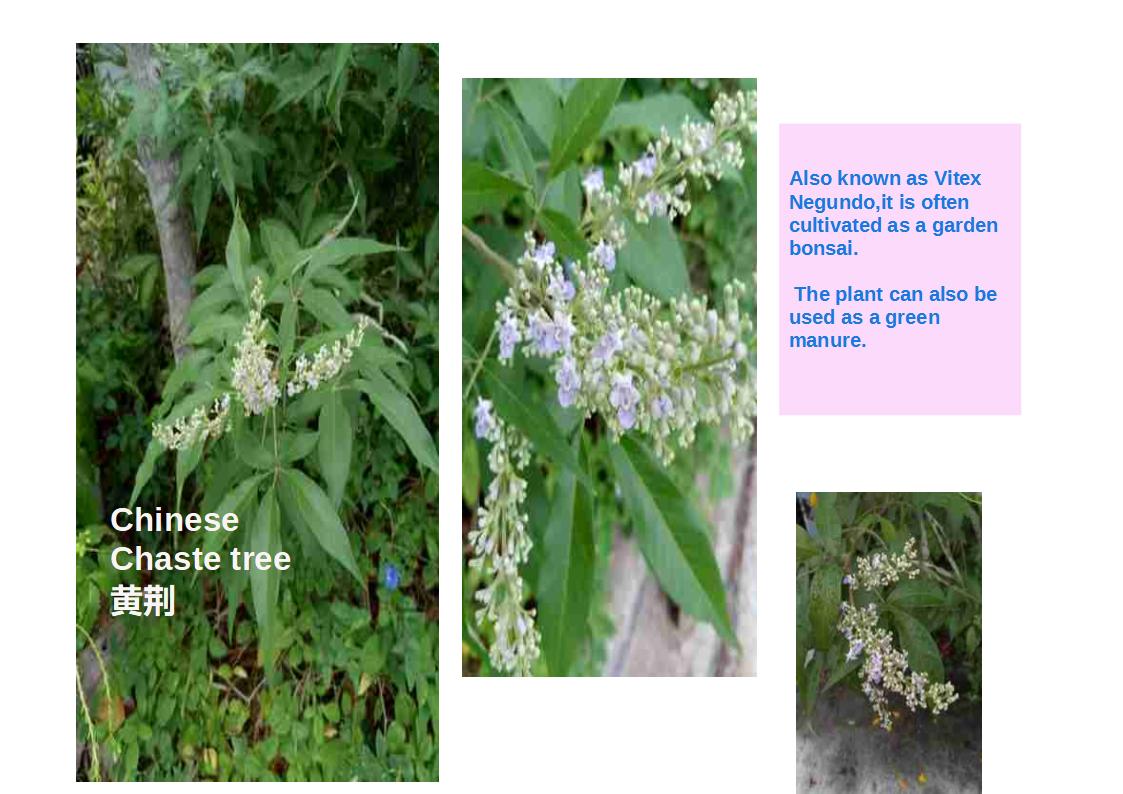 Chinese
Chaste tree
黄荆
Also known as Vitex
Negundo,it is often
cultivated as a garden
bonsai.
The plant can also be
used as a green
manure.